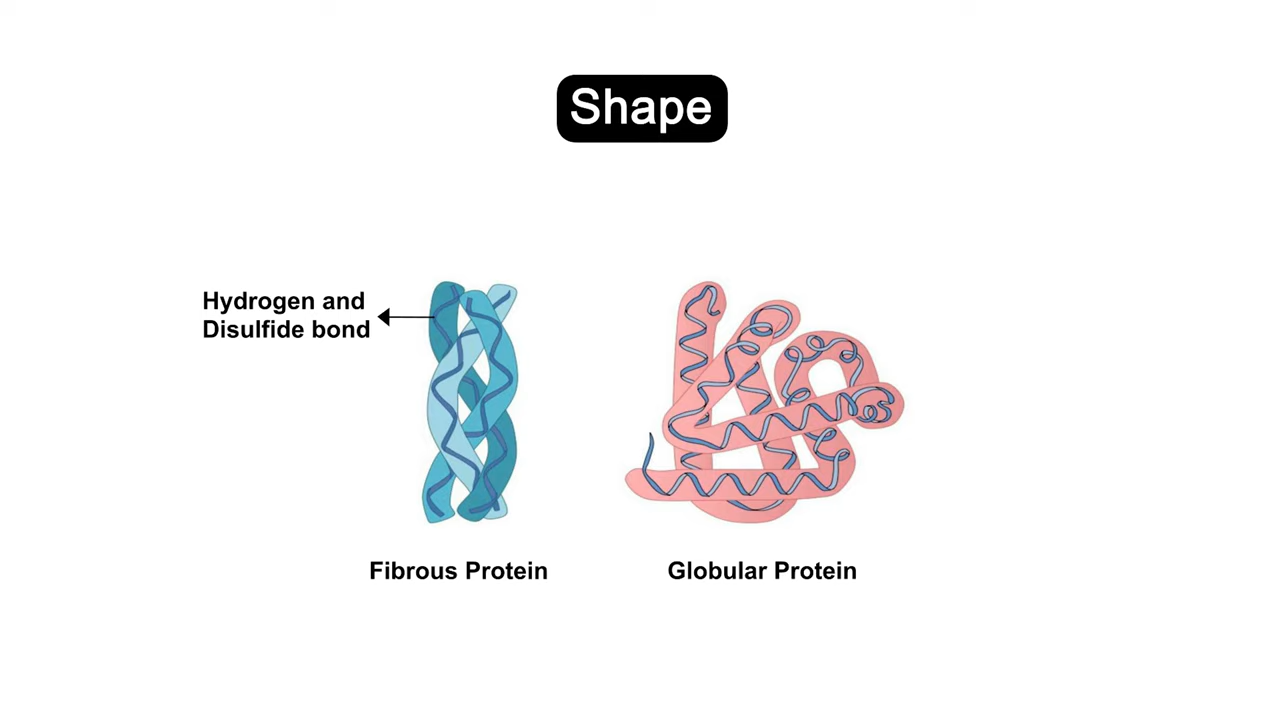 Shape
Hydrogen and
Disulfide bond
Fibrous Protein
Globular Protein